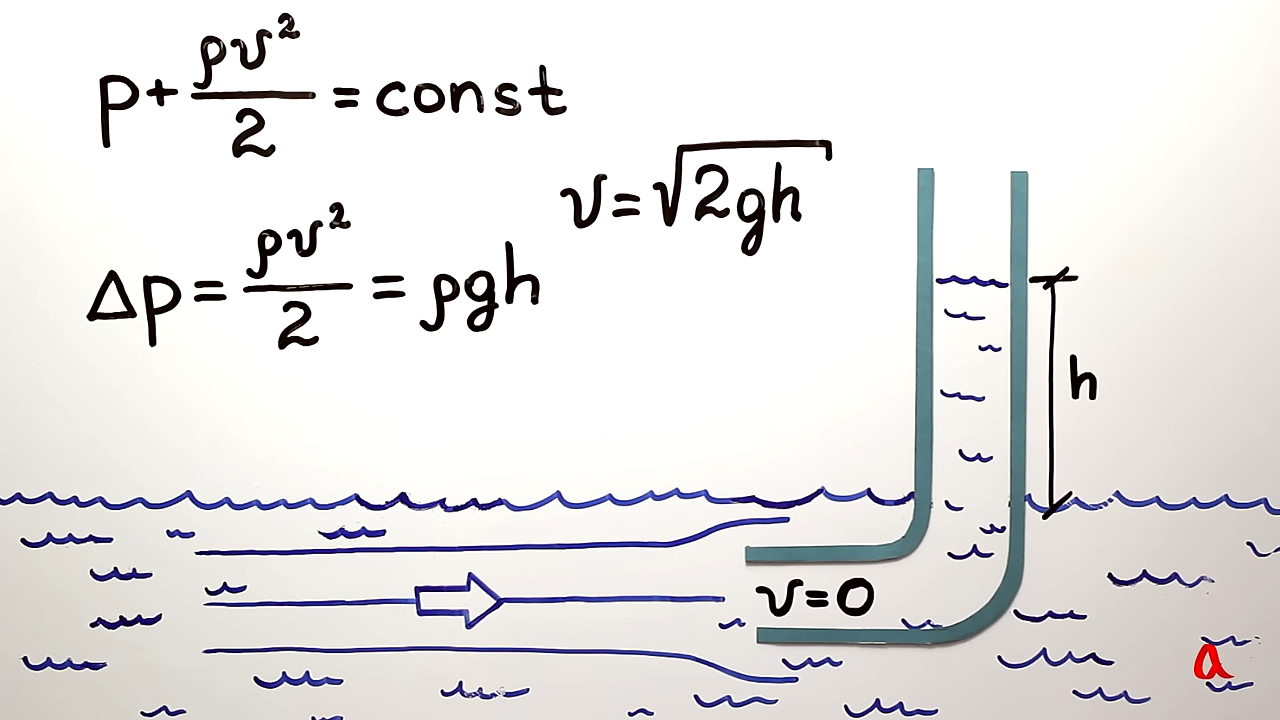 p + ρv²/2 = const
v = √2gh
Δp = ρv²/2 = ρgh
h
v=0
a